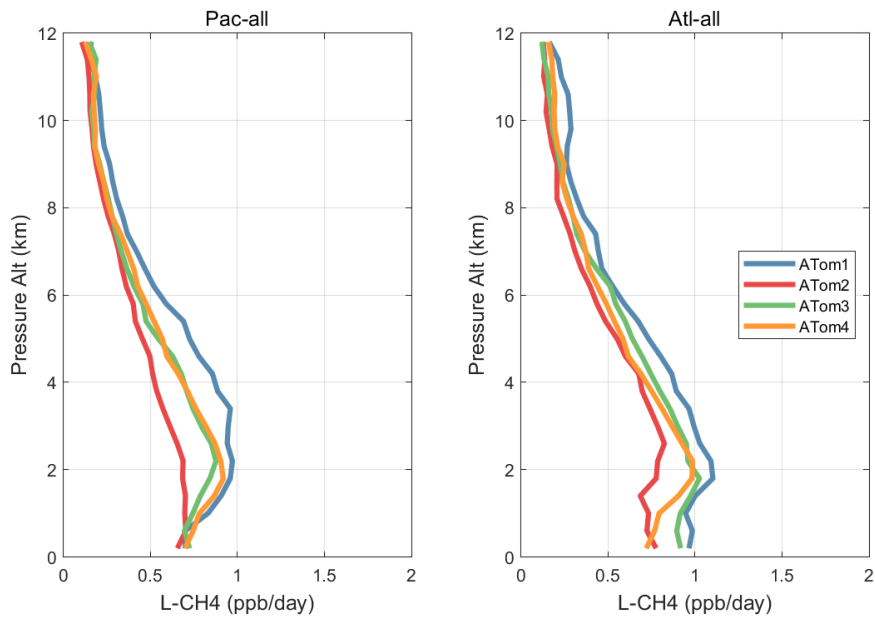 Pac-all
12
10
8
6
4
2
0
Pressure Alt (km)
0 0.5 1 1.5 2
L-CH4 (ppb/day)
Atl-all
12
10
8
6
4
2
0
Pressure Alt (km)
0 0.5 1 1.5 2
L-CH4 (ppb/day)
ATom1
ATom2
ATom3
ATom4